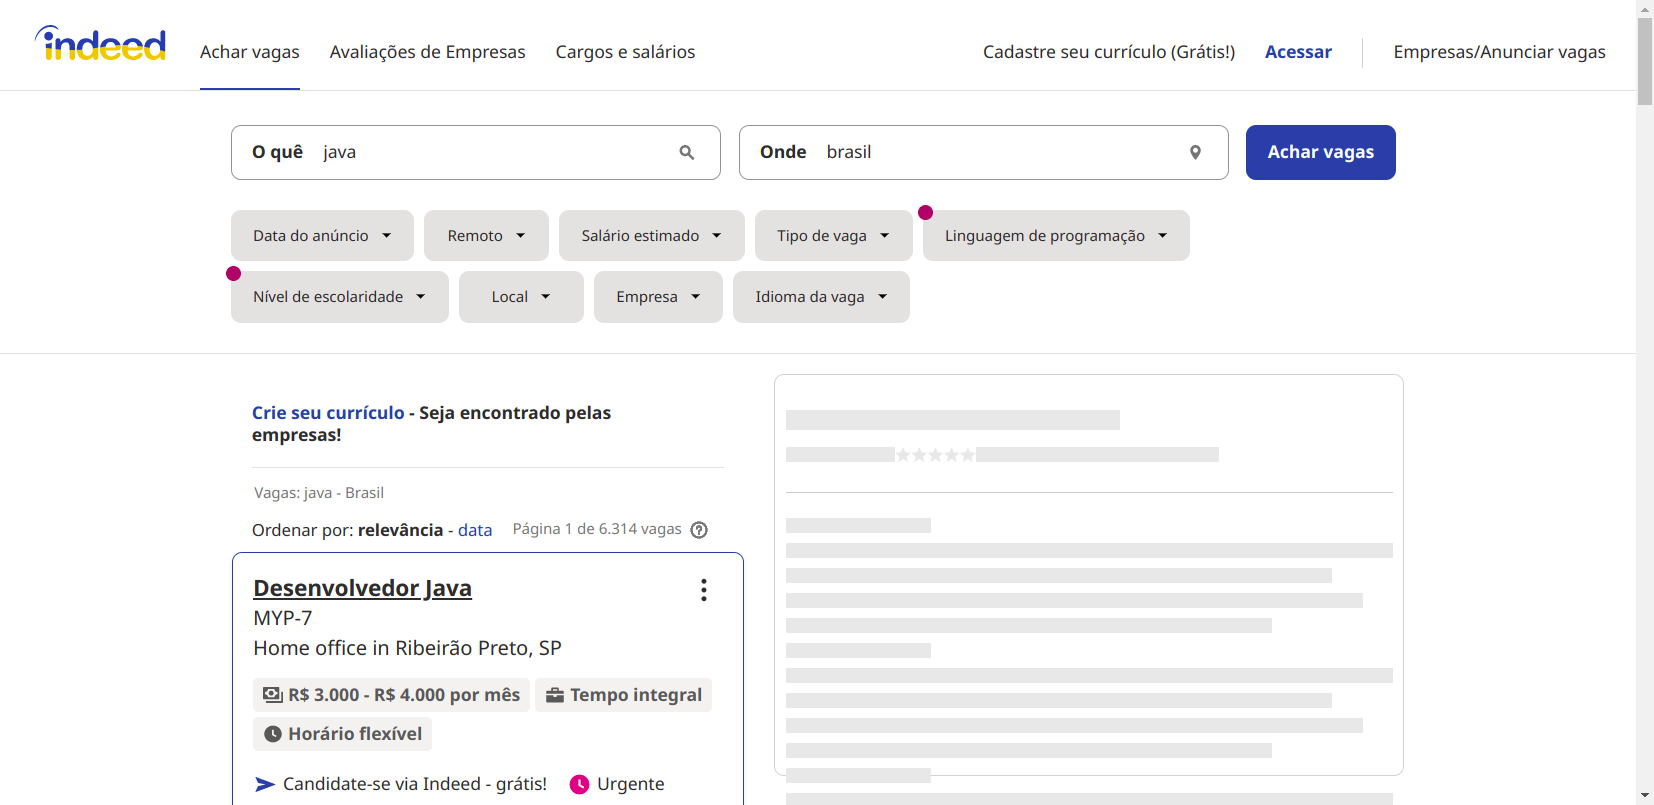 indeed
Achar vagas
Avaliações de Empresas
Cargos e salários
Cadastre seu currículo (Grátis!)
Acessar
Empresas/Anunciar vagas
O quê java
Onde brasil
Achar vagas
Data do anúncio
Remoto
Salário estimado
Tipo de vaga
Linguagem de programação
Nível de escolaridade
Local
Empresa
Idioma da vaga
Crie seu currículo - Seja encontrado pelas
empresas!
Vagas: java - Brasil
Ordenar por: relevância - data
Página 1 de 6.314 vagas
Desenvolvedor Java
MYP-7
Home office in Ribeirão Preto, SP
R$ 3.000 - R$ 4.000 por mês
Tempo integral
Horário flexível
Candidate-se via Indeed - grátis!
Urgente